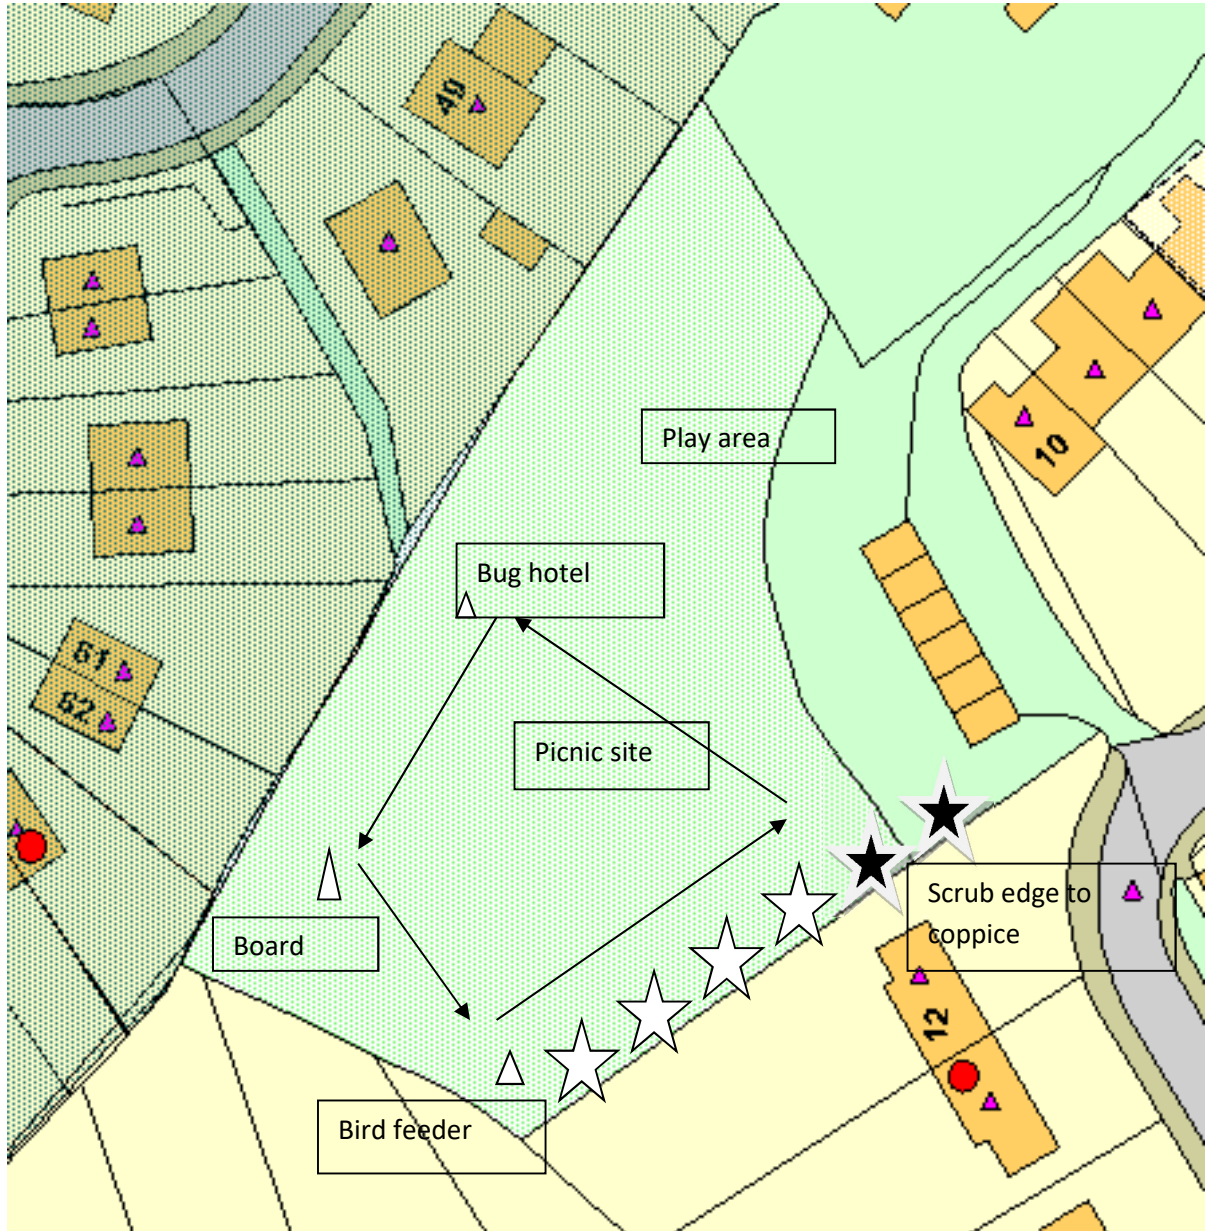 49
Play area
10
Bug hotel
61
62
Picnic site
Scrub edge to
coppice
Board
12
Bird feeder